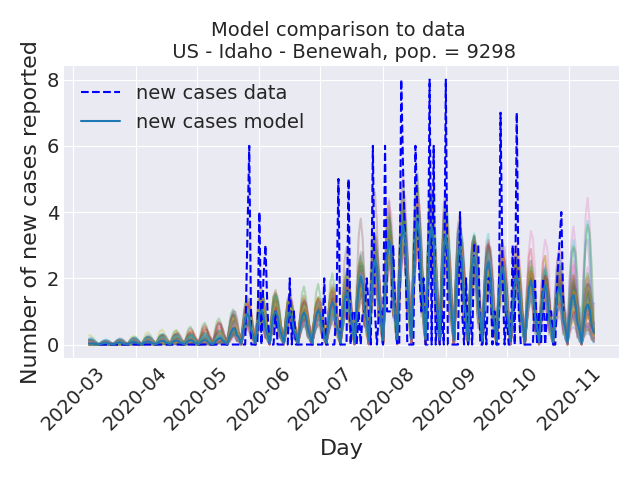 Model comparison to data
US - Idaho - Benewah, pop. = 9298
Number of new cases reported
8
6
4
2
0
new cases data
new cases model
2020-03
2020-04
2020-05
2020-06
2020-07
2020-08
2020-09
2020-10
2020-11
Day